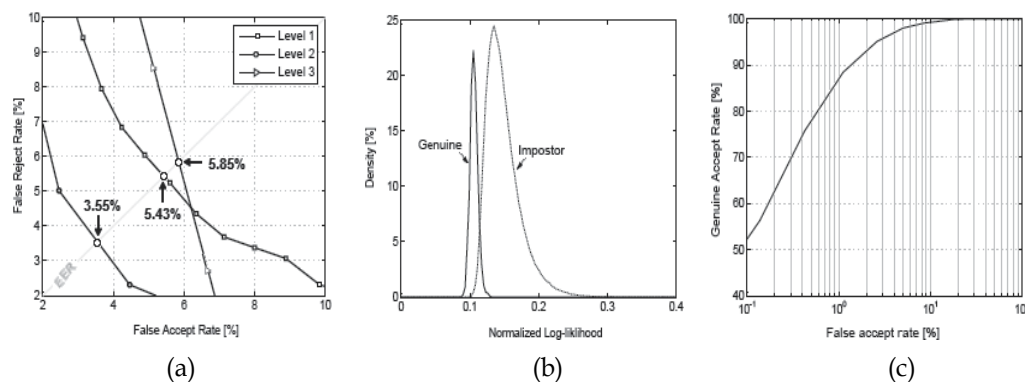 10
9
8
7
6
5
4
3
2
2
4
6
8
10
False Reject Rate [%]
False Accept Rate [%]
Level 1
Level 2
Level 3
5.85%
5.43%
3.55%
EER
(a)
25
20
15
10
5
0
0
0.1
0.2
0.3
0.4
Density [%]
Normalized Log-liklihood
Genuine
Impostor
(b)
100
90
80
70
60
50
40
10⁻¹
10⁰
10¹
10
Genuine Accept Rate [%]
False accept rate [%]
(c)